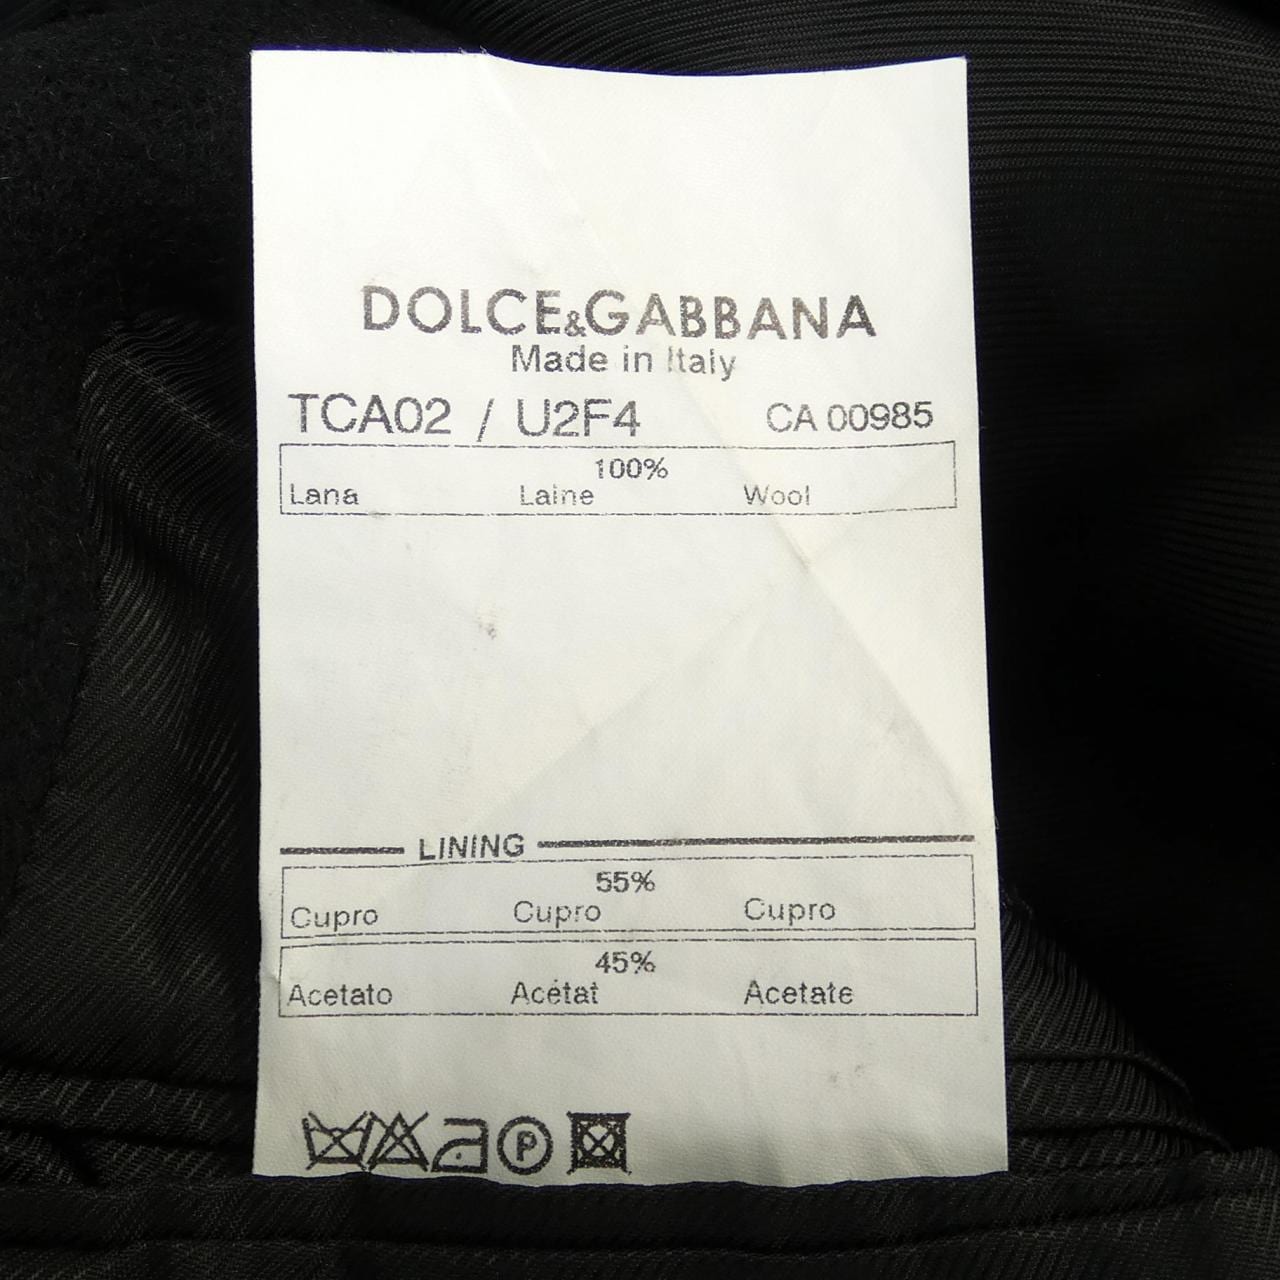 DOLCE&GABBANA
Made in Italy
TCA02 / U2F4 CA 00985
100%
Lana Laine Wool
LINING
55%
Cupro Cupro Cupro
45%
Acetato Acétat Acetate
P